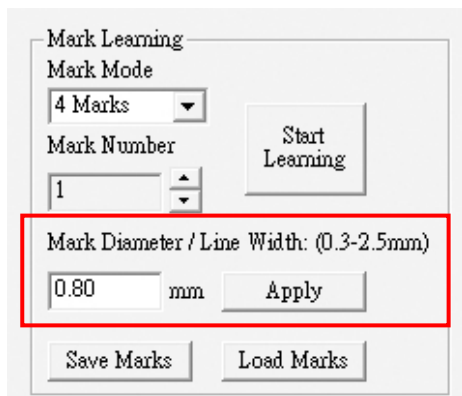 Mark Learning
Mark Mode
4 Marks
Mark Number
Start
Learning
1
Mark Diameter / Line Width: (0.3-2.5mm)
0.80 mm Apply
Save Marks Load Marks